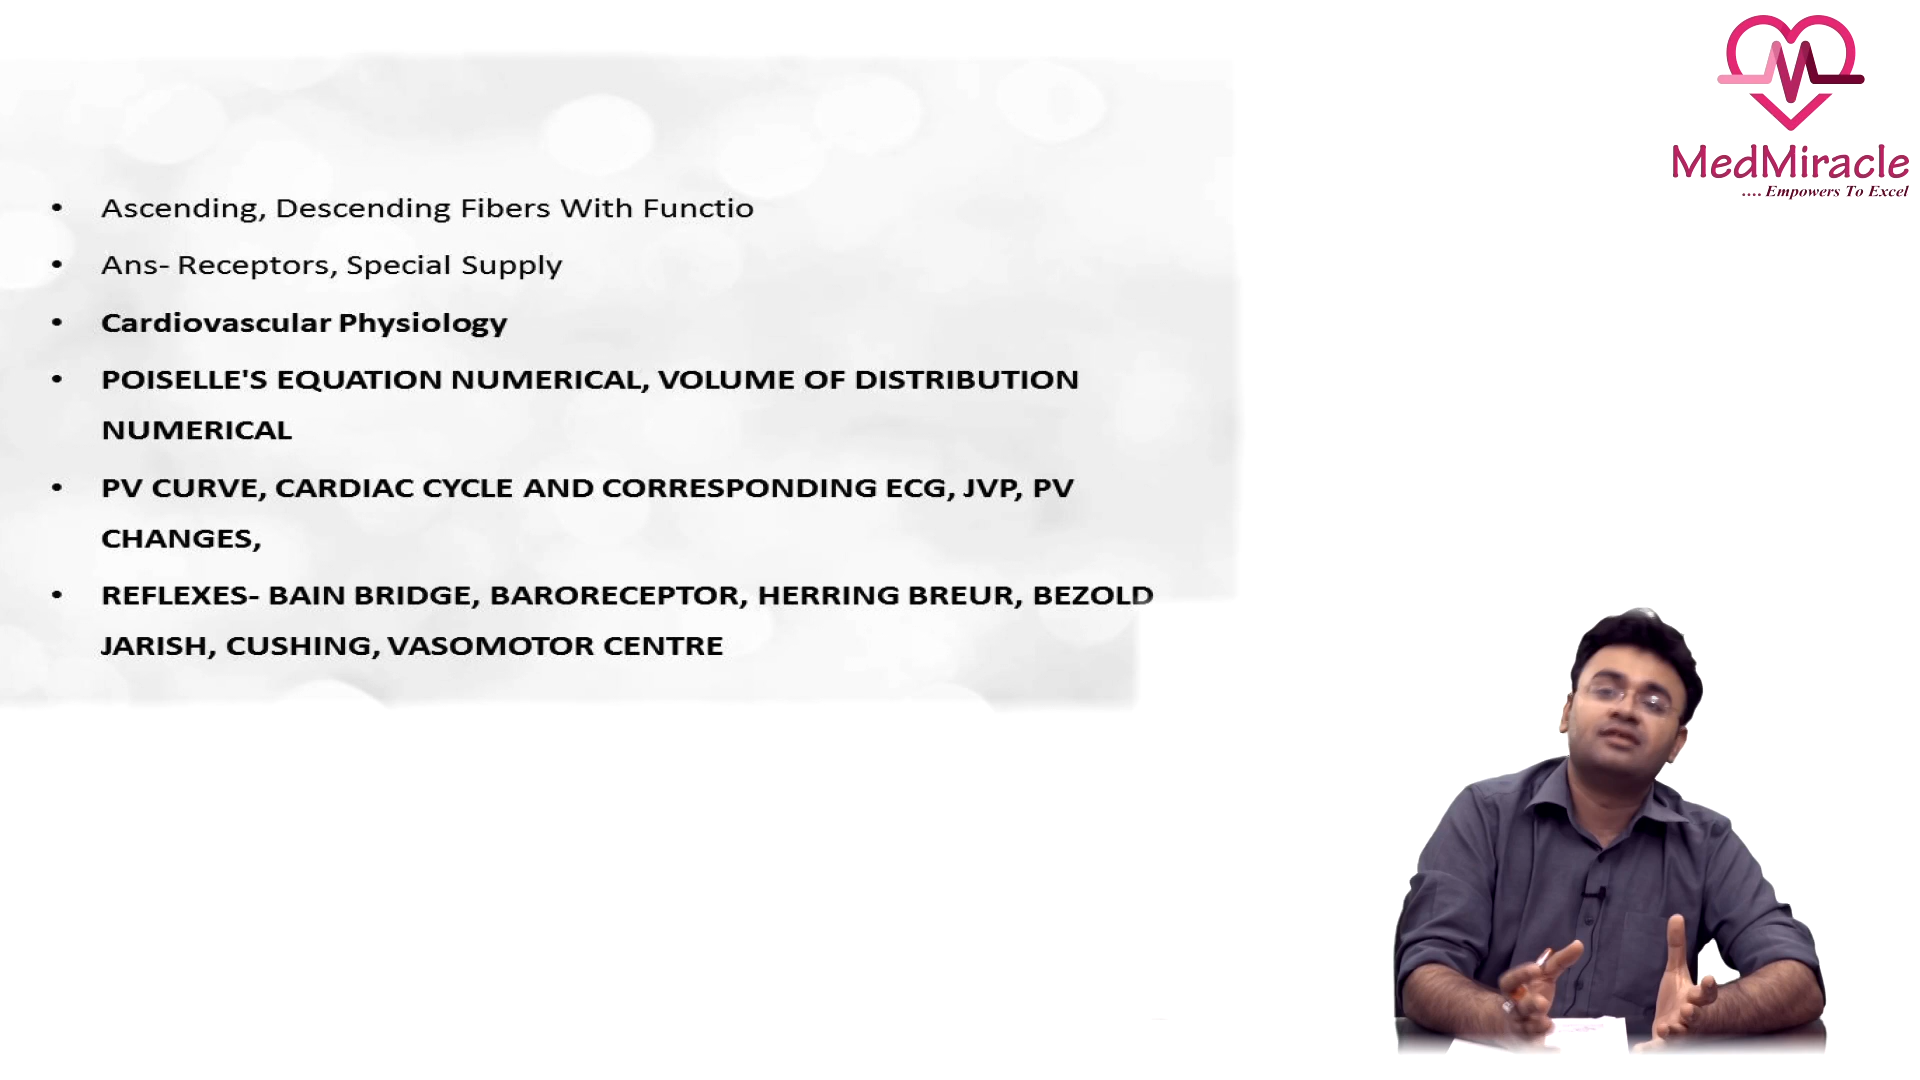 MedMiracle
.... Empowers To Excel
• Ascending, Descending Fibers With Functio
• Ans- Receptors, Special Supply
• Cardiovascular Physiology
• POISELLE'S EQUATION NUMERICAL, VOLUME OF DISTRIBUTION
NUMERICAL
• PV CURVE, CARDIAC CYCLE AND CORRESPONDING ECG, JVP, PV
CHANGES,
• REFLEXES- BAIN BRIDGE, BARORECEPTOR, HERRING BREUR, BEZOLD
JARISH, CUSHING, VASOMOTOR CENTRE